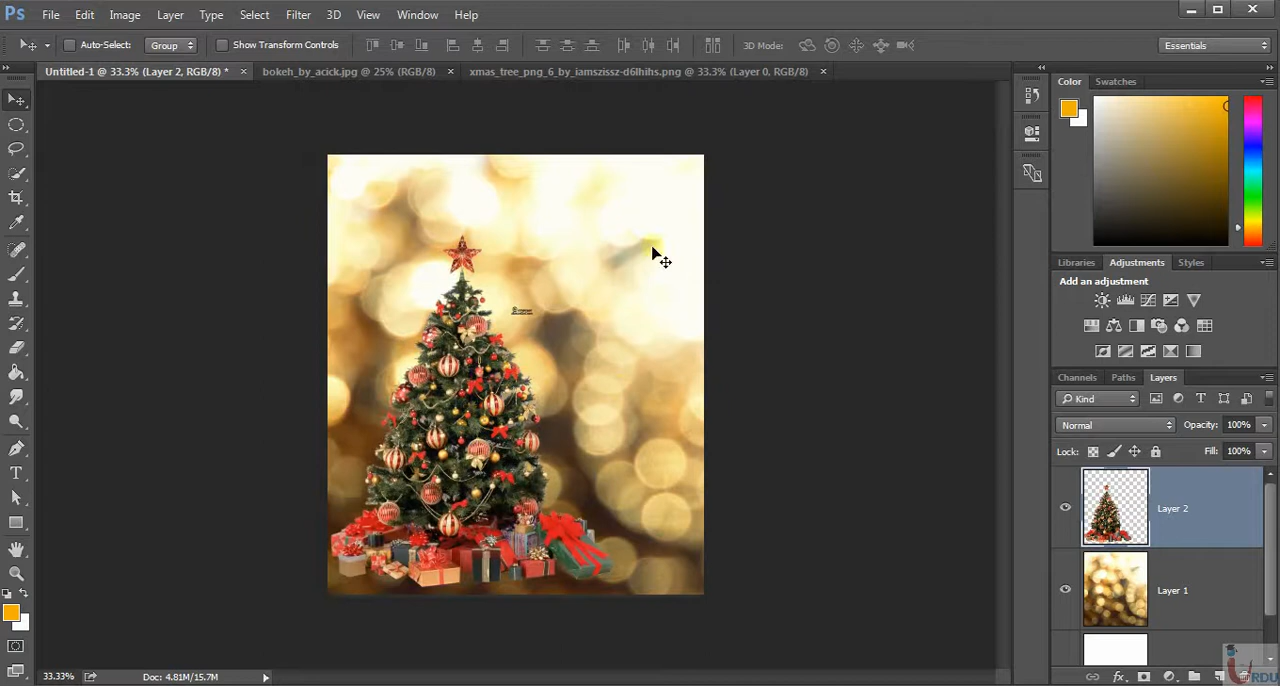 Ps File Edit Image Layer Type Select Filter 3D View Window Help
Auto-Select: Group Show Transform Controls 3D Mode: Essentials
Untitled-1 @ 33.3% (Layer 2, RGB/8) * bokeh_by_acick.jpg @ 25% (RGB/8) xmas_tree_png_6_by_iamszissz-d6lhihs.png @ 33.3% (Layer 0, RGB/8)
Color Swatches
Libraries Adjustments Styles
Add an adjustment
Channels Paths Layers
Kind
Normal Opacity: 100%
Lock: Fill: 100%
Layer 2
Layer 1
33.33% Doc: 4.81M/15.7M
URDU